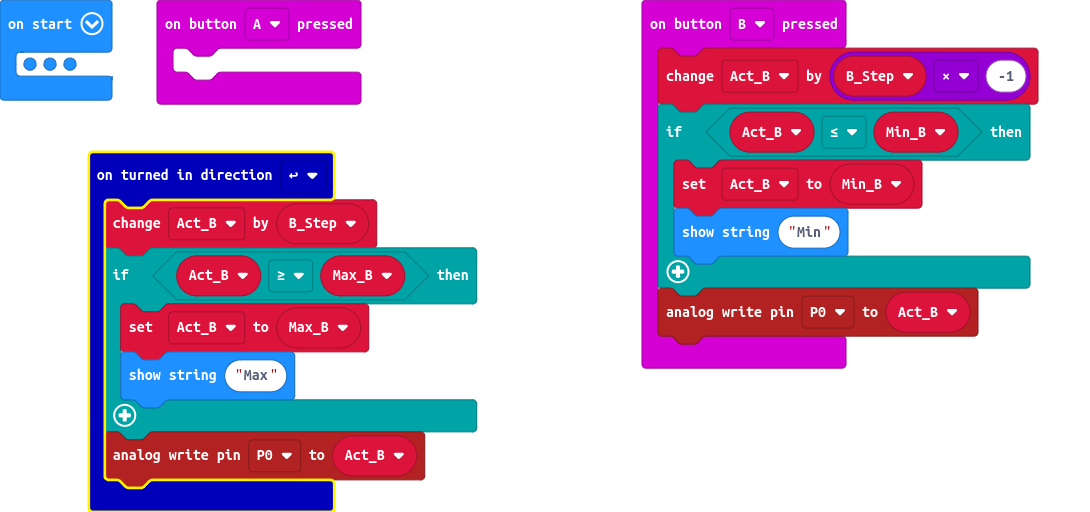 on start
on button A pressed
on turned in direction ↩
change Act_B by B_Step
if Act_B ≥ Max_B then
set Act_B to Max_B
show string "Max"
analog write pin P0 to Act_B
on button B pressed
change Act_B by B_Step × -1
if Act_B ≤ Min_B then
set Act_B to Min_B
show string "Min"
analog write pin P0 to Act_B